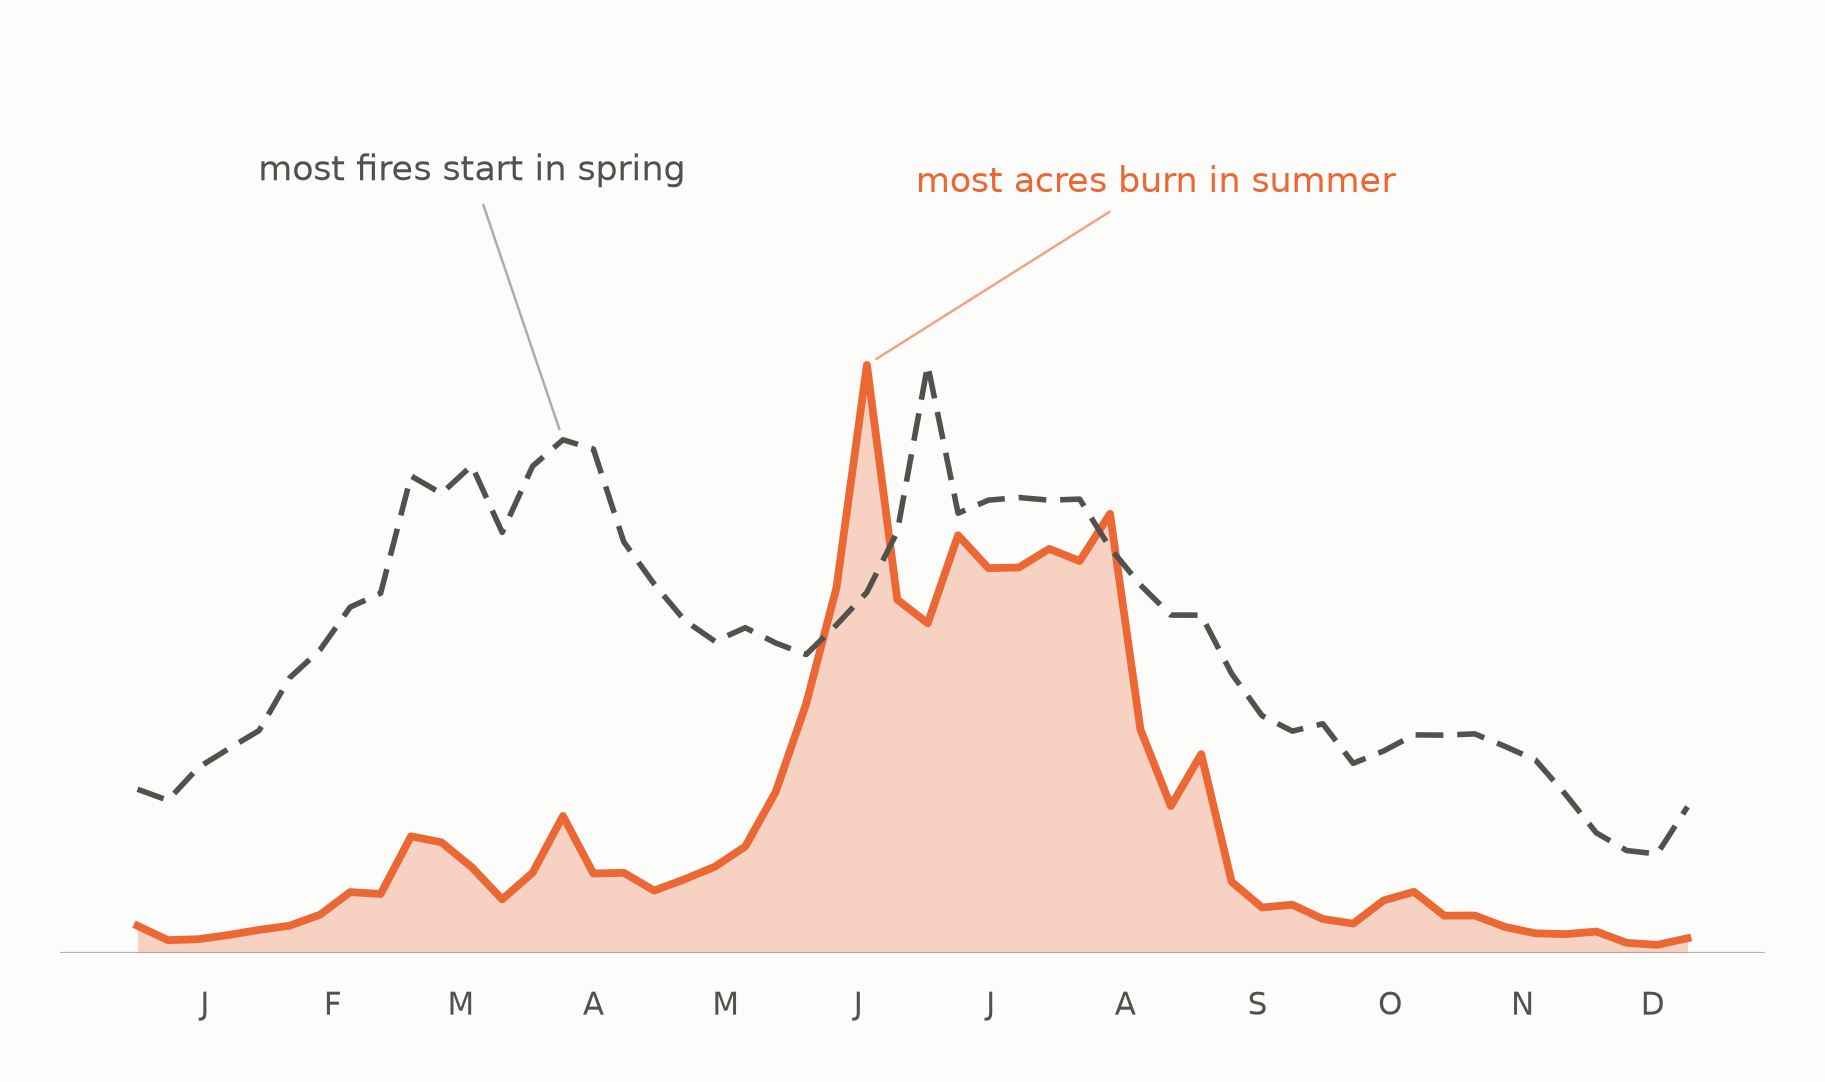 most fires start in spring
most acres burn in summer
J F M A M J J A S O N D